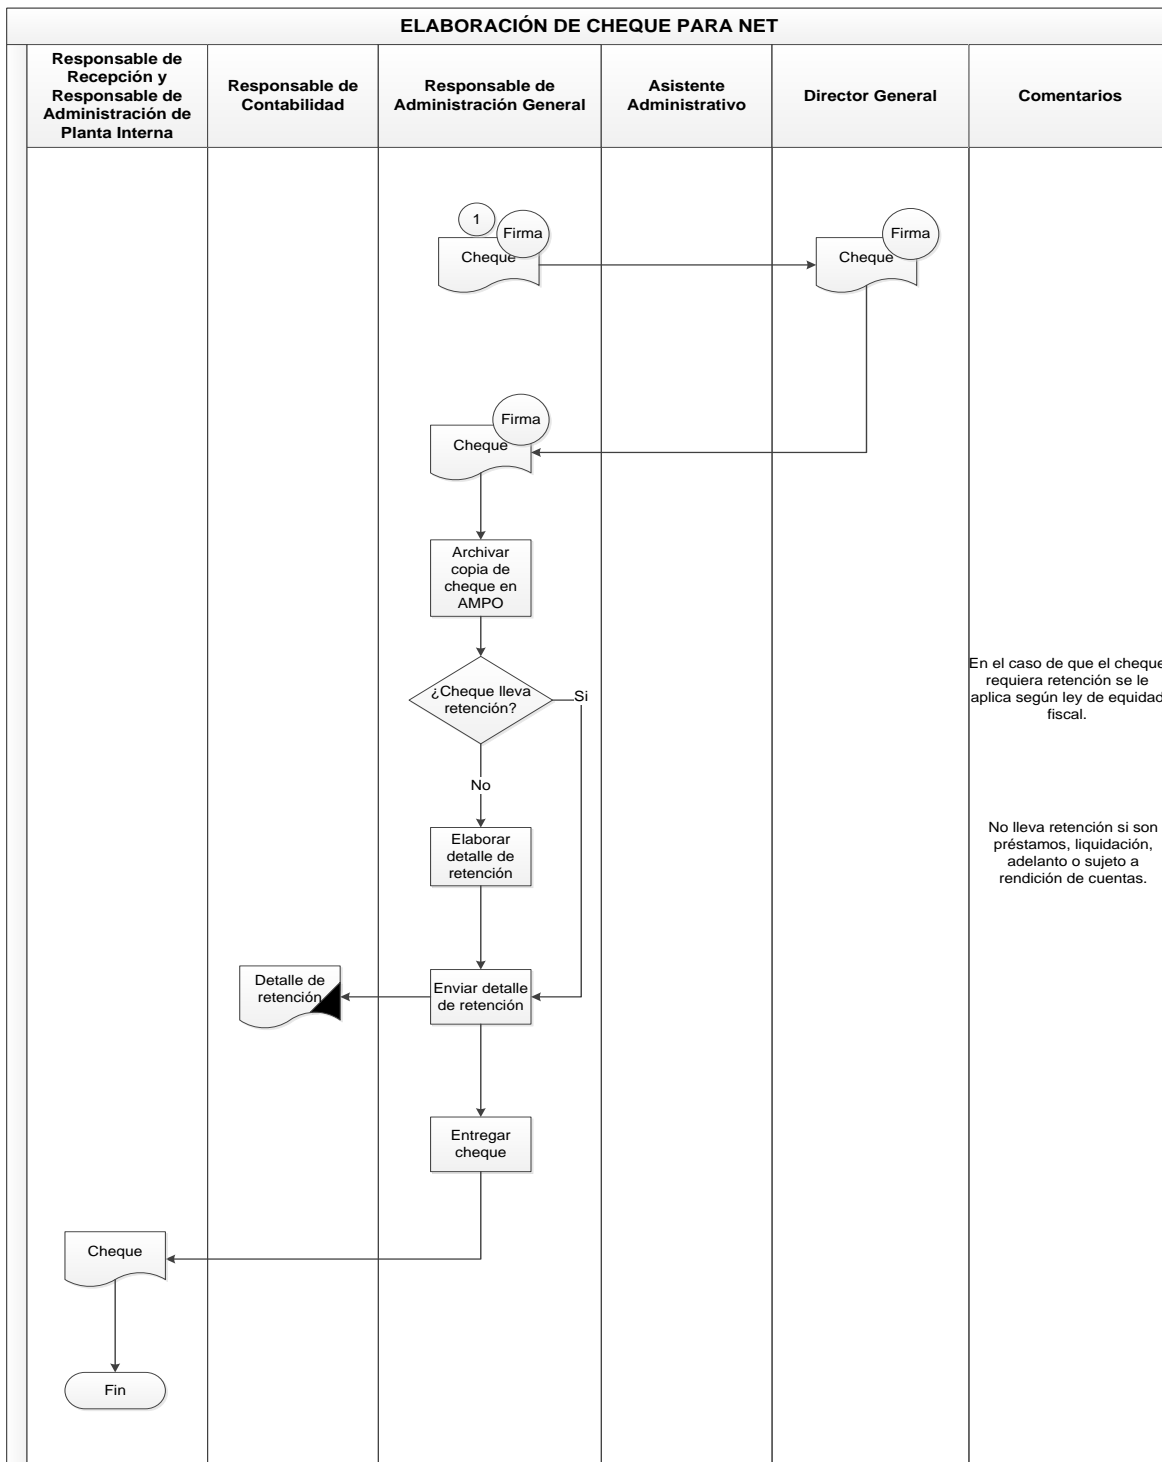 ELABORACIÓN DE CHEQUE PARA NET
Responsable de
Recepción y
Responsable de
Administración de
Planta Interna
Responsable de
Contabilidad
Responsable de
Administración General
Asistente
Administrativo
Director General
Comentarios
1
Firma
Cheque
Firma
Cheque
Firma
Cheque
Archivar
copia de
cheque en
AMPO
¿Cheque lleva
retención?
Si
En el caso de que el cheque
requiera retención se le
aplica según ley de equidad
fiscal.
No
Elaborar
detalle de
retención
No lleva retención si son
préstamos, liquidación,
adelanto o sujeto a
rendición de cuentas.
Detalle de
retención
Enviar detalle
de retención
Entregar
cheque
Cheque
Fin